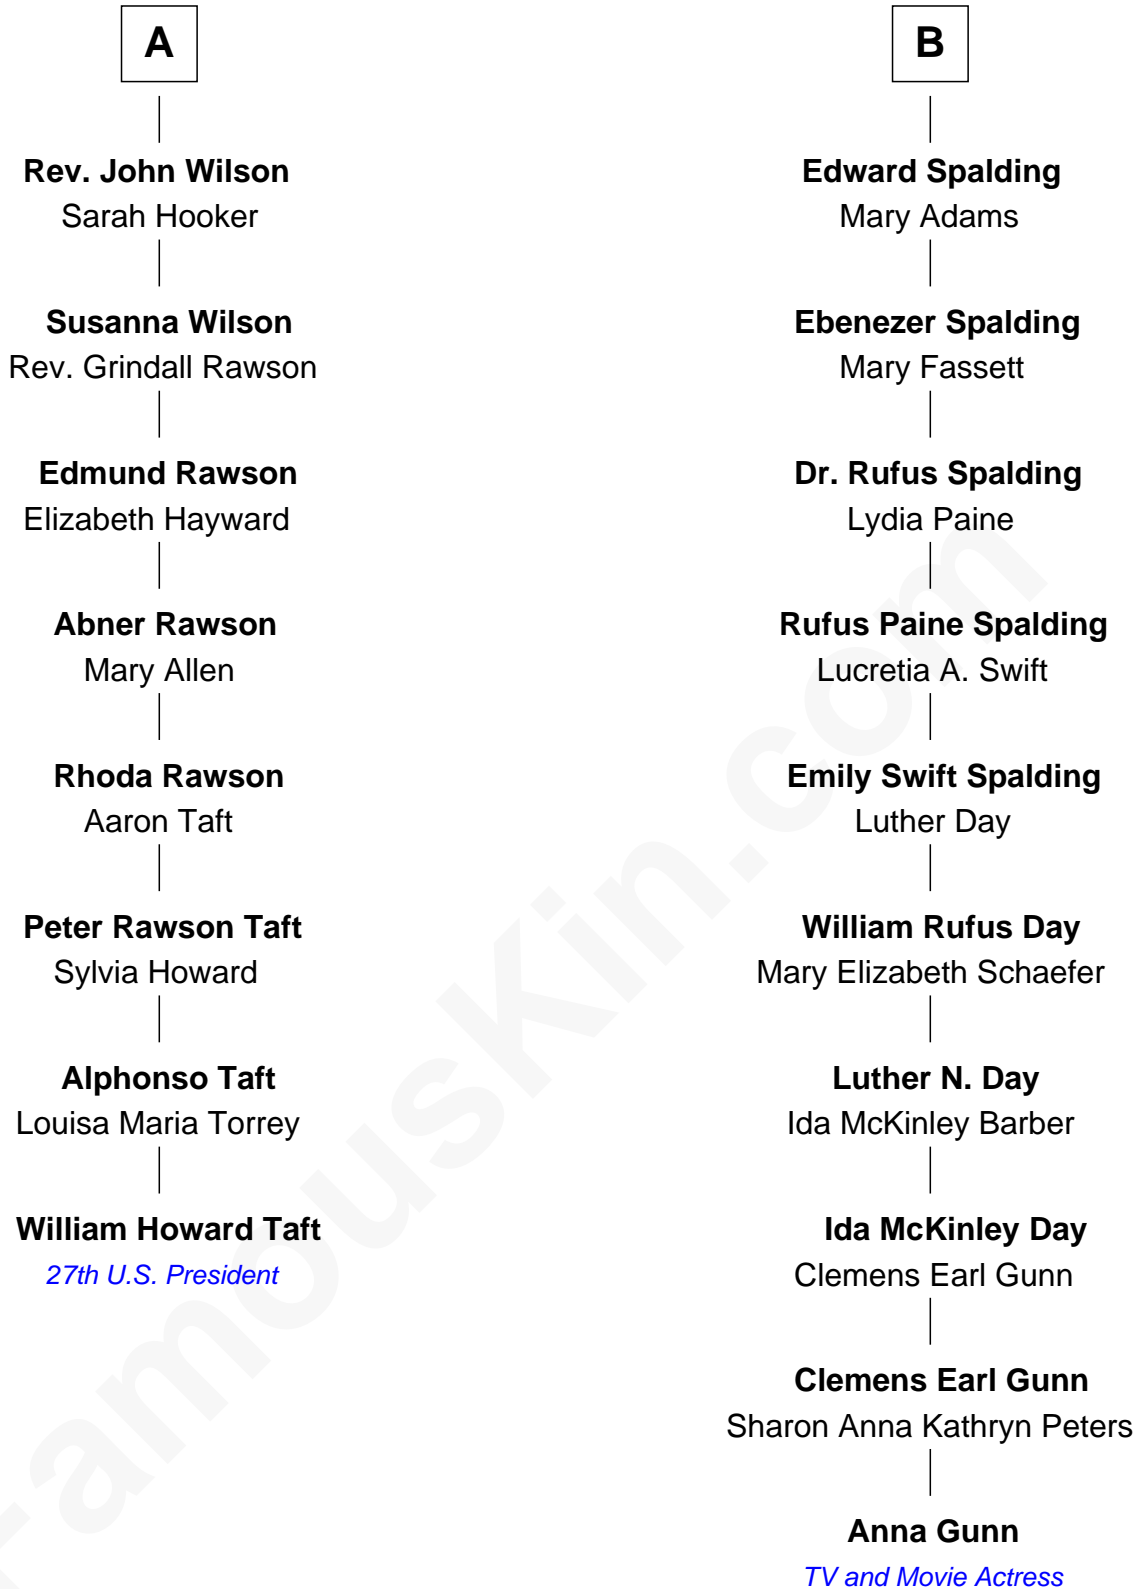 A
Rev. John Wilson
Sarah Hooker
Susanna Wilson
Rev. Grindall Rawson
Edmund Rawson
Elizabeth Hayward
Abner Rawson
Mary Allen
Rhoda Rawson
Aaron Taft
Peter Rawson Taft
Sylvia Howard
Alphonso Taft
Louisa Maria Torrey
William Howard Taft
27th U.S. President
B
Edward Spalding
Mary Adams
Ebenezer Spalding
Mary Fassett
Dr. Rufus Spalding
Lydia Paine
Rufus Paine Spalding
Lucretia A. Swift
Emily Swift Spalding
Luther Day
William Rufus Day
Mary Elizabeth Schaefer
Luther N. Day
Ida McKinley Barber
Ida McKinley Day
Clemens Earl Gunn
Clemens Earl Gunn
Sharon Anna Kathryn Peters
Anna Gunn
TV and Movie Actress
FamousKin.com